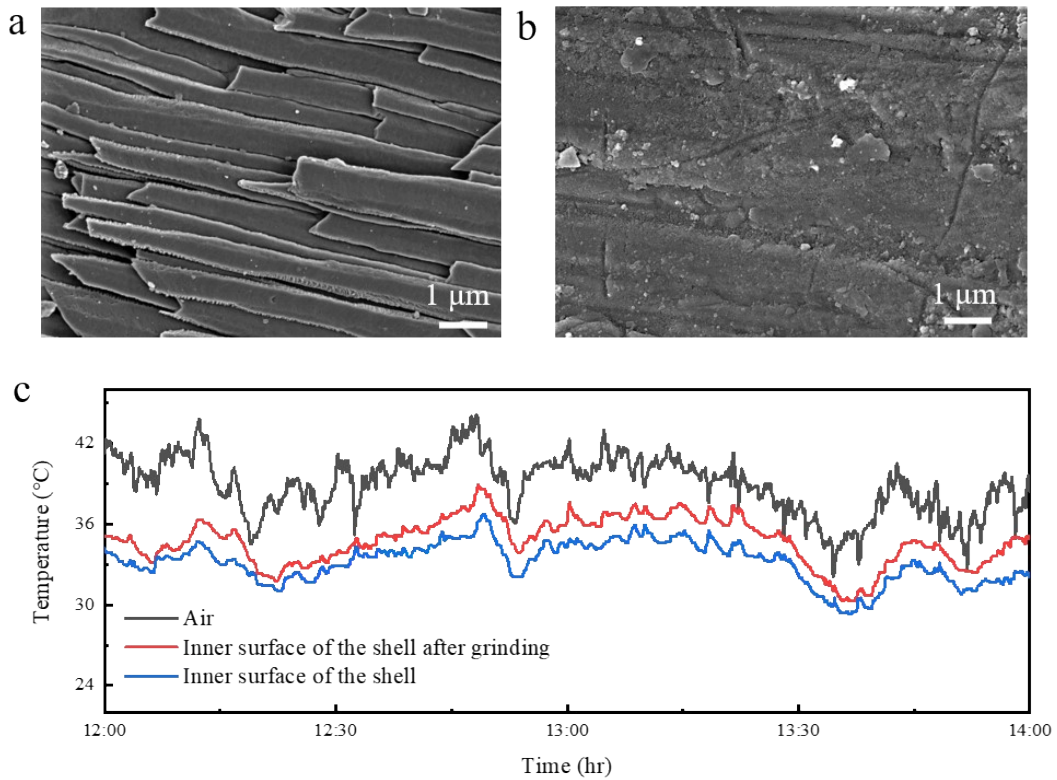 a
b
1 μm
1 μm
c
Temperature (°C)
42
36
30
24
Air
Inner surface of the shell after grinding
Inner surface of the shell
12:00
12:30
13:00
13:30
14:00
Time (hr)